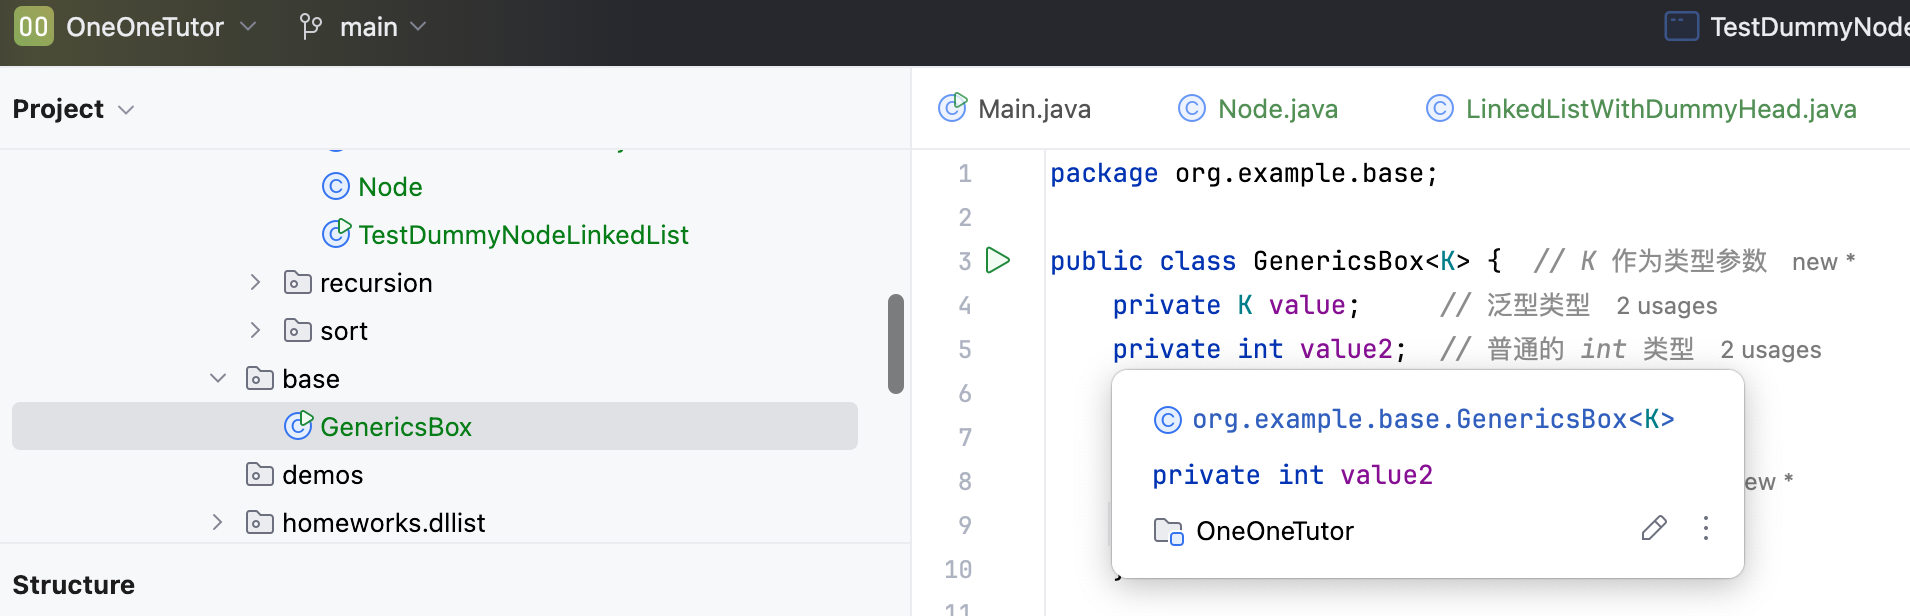 OO OneOneTutor main TestDummyNode
Project
Node
TestDummyNodeLinkedList
recursion
sort
base
GenericsBox
demos
homeworks.dllist
Structure
Main.java Node.java LinkedListWithDummyHead.java
1 package org.example.base;
2
3 public class GenericsBox<K> { // K 作为类型参数 new *
4 private K value; // 泛型类型 2 usages
5 private int value2; // 普通的 int 类型 2 usages
6
7
8 ew *
9
10
11
org.example.base.GenericsBox<K>
private int value2
OneOneTutor